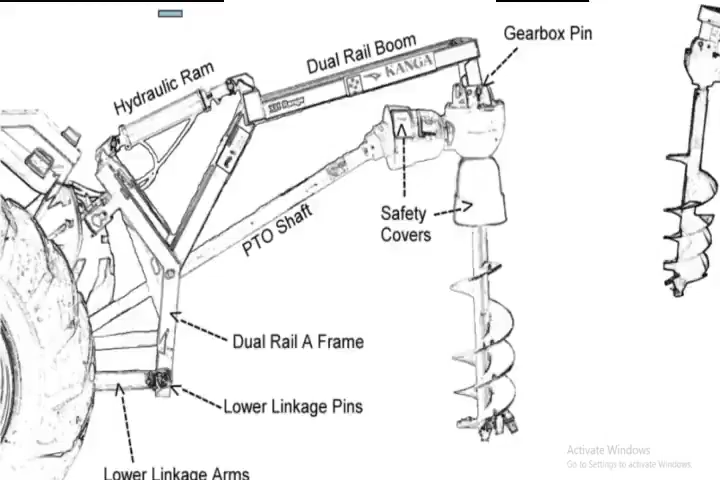 Gearbox Pin
Dual Rail Boom
Hydraulic Ram
KANGA
Safety
Covers
PTO Shaft
Dual Rail A Frame
Lower Linkage Pins
Lower Linkage Arms
Activate Windows
Go to Settings to activate Windows.